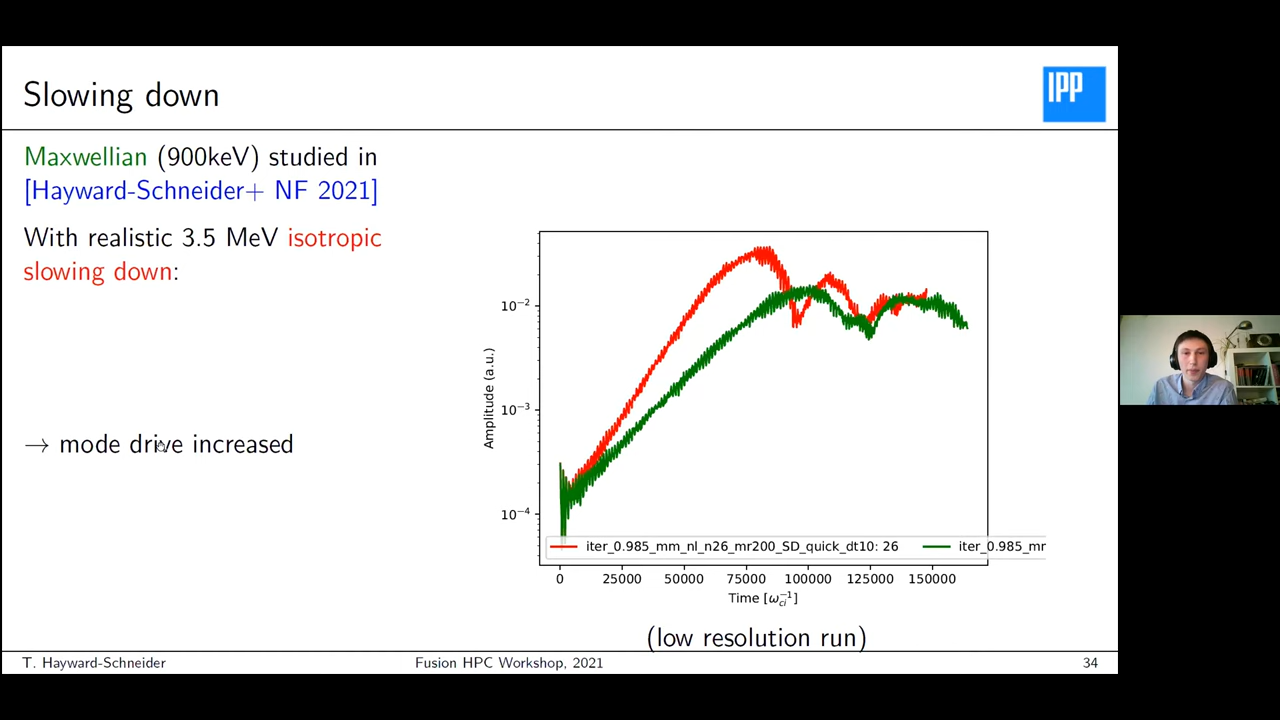 Slowing down
IPP
Maxwellian (900keV) studied in
[Hayward-Schneider+ NF 2021]
With realistic 3.5 MeV isotropic
slowing down:
→ mode drive increased
Amplitude (a.u.)
10⁻²
10⁻³
10⁻⁴
iter_0.985_mm_nl_n26_mr200_SD_quick_dt10: 26
iter_0.985_mr
0 25000 50000 75000 100000 125000 150000
Time [ω_ci⁻¹]
(low resolution run)
T. Hayward-Schneider
Fusion HPC Workshop, 2021
34